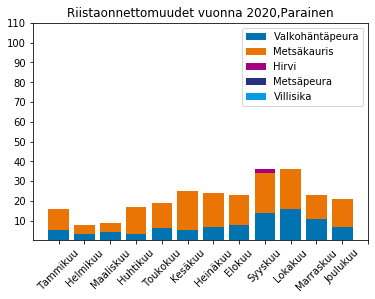 Riistaonnettomuudet vuonna 2020,Parainen
110
100
90
80
70
60
50
40
30
20
10
Valkohäntäpeura
Metsäkauris
Hirvi
Metsäpeura
Villisika
Tammikuu
Helmikuu
Maaliskuu
Huhtikuu
Toukokuu
Kesäkuu
Heinäkuu
Elokuu
Syyskuu
Lokakuu
Marraskuu
Joulukuu